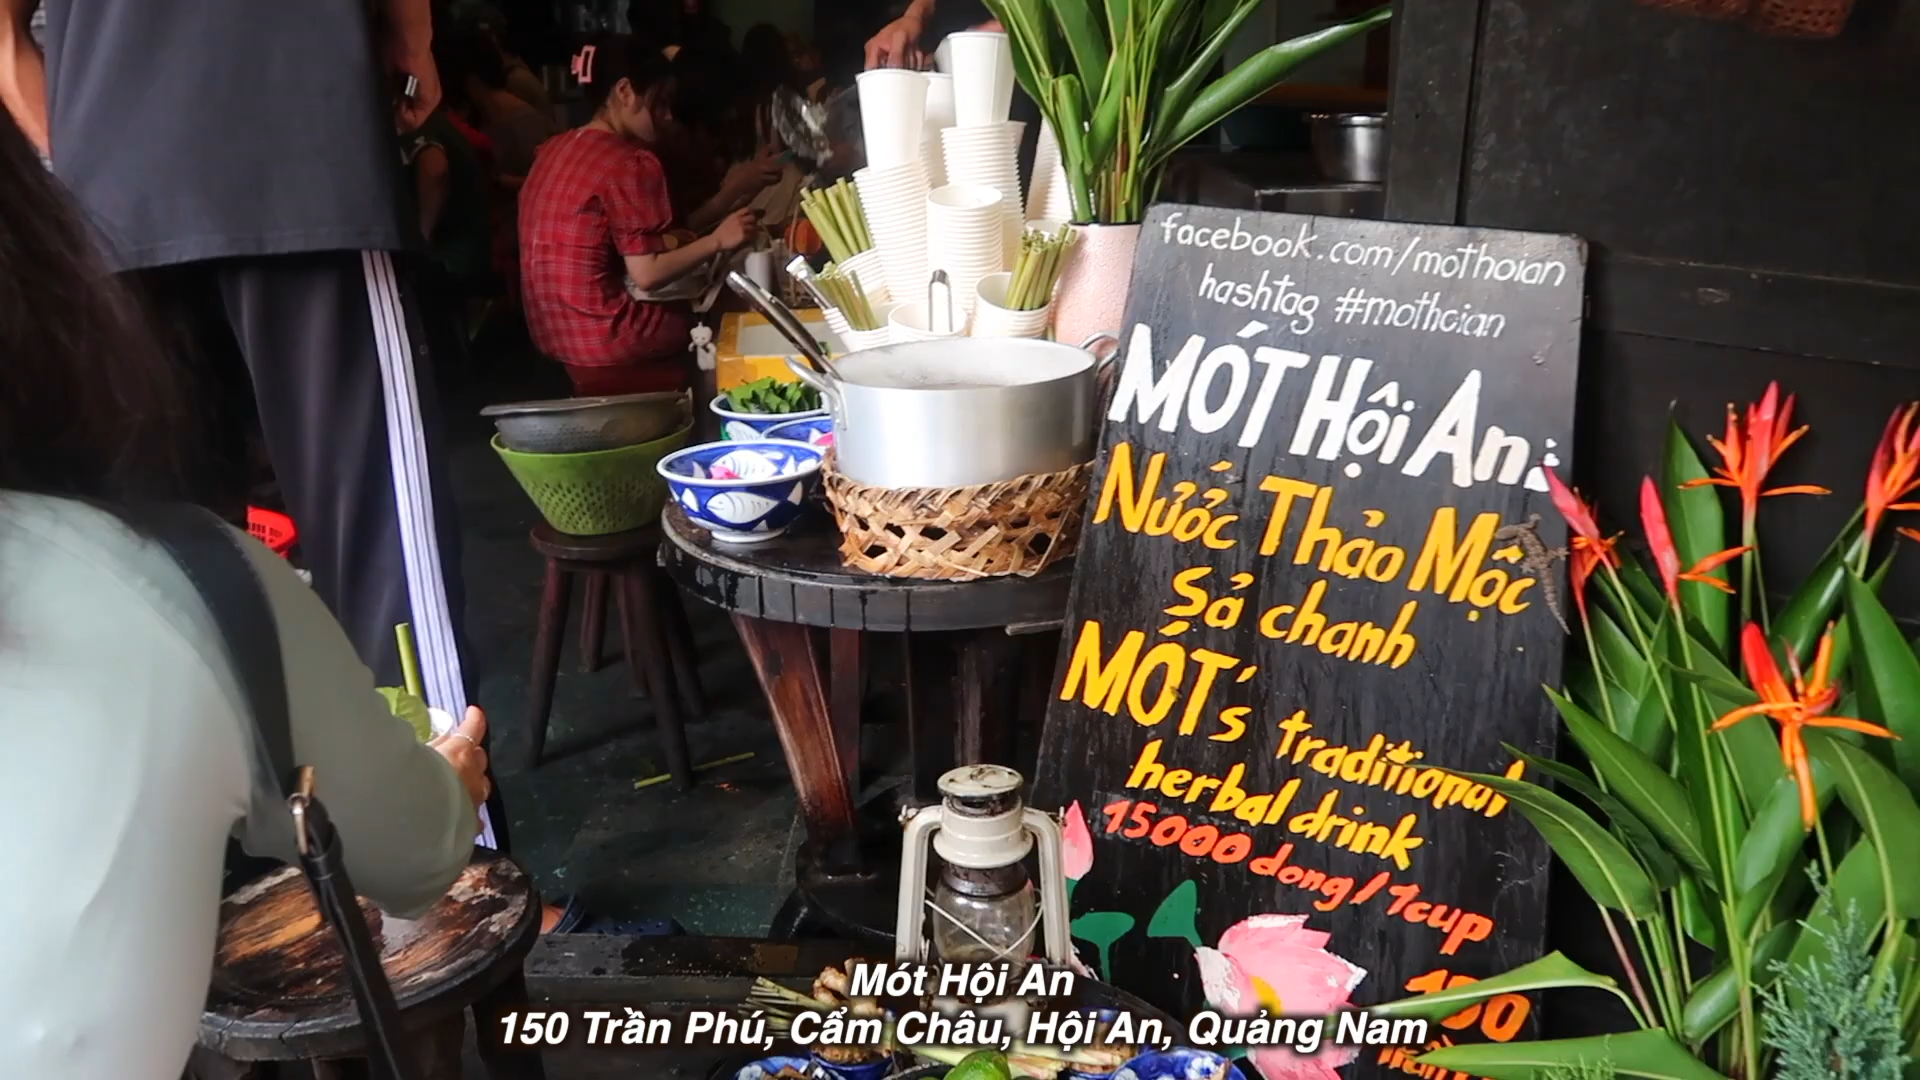 facebook.com/mothoian
hashtag #mothoian
MÓT Hội An:
Nước Thảo Mộc
sả chanh
MÓT's traditional
herbal drink
15000 dong/1cup
150
Mót Hội An
150 Trần Phú, Cẩm Châu, Hội An, Quảng Nam